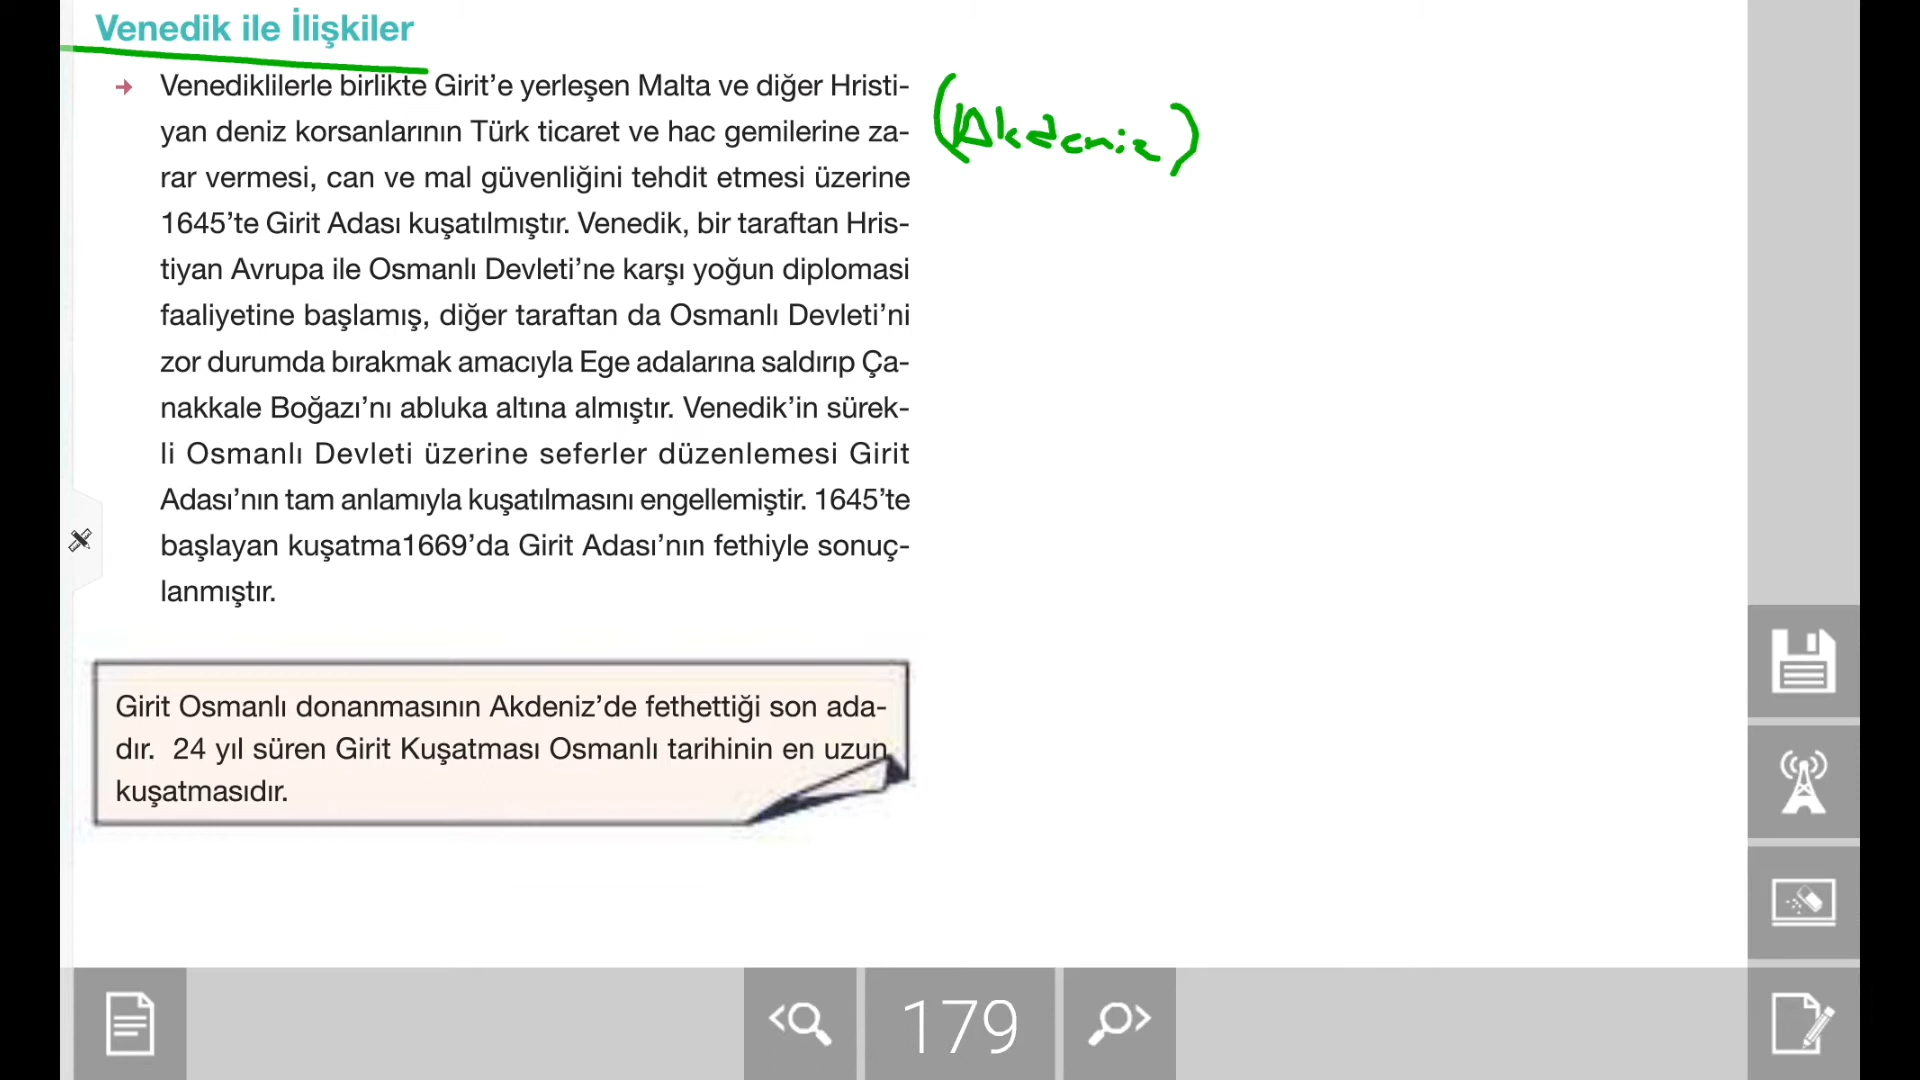 Venedik ile İlişkiler
Venediklilerle birlikte Girit’e yerleşen Malta ve diğer Hristi-
yan deniz korsanlarının Türk ticaret ve hac gemilerine za-
rar vermesi, can ve mal güvenliğini tehdit etmesi üzerine
1645’te Girit Adası kuşatılmıştır. Venedik, bir taraftan Hris-
tiyan Avrupa ile Osmanlı Devleti’ne karşı yoğun diplomasi
faaliyetine başlamış, diğer taraftan da Osmanlı Devleti’ni
zor durumda bırakmak amacıyla Ege adalarına saldırıp Ça-
nakkale Boğazı’nı abluka altına almıştır. Venedik’in sürek-
li Osmanlı Devleti üzerine seferler düzenlemesi Girit
Adası’nın tam anlamıyla kuşatılmasını engellemiştir. 1645’te
başlayan kuşatma1669’da Girit Adası’nın fethiyle sonuç-
lanmıştır.
(Akdeniz)
Girit Osmanlı donanmasının Akdeniz’de fethettiği son ada-
dır. 24 yıl süren Girit Kuşatması Osmanlı tarihinin en uzun
kuşatmasıdır.
179